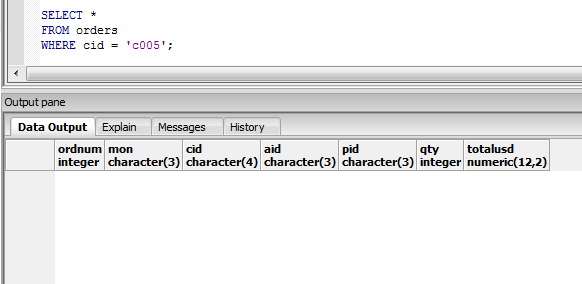 SELECT *
FROM orders
WHERE cid = 'c005';
Output pane
Data Output Explain Messages History
ordnum mon cid aid pid qty totalusd
integer character(3) character(4) character(3) character(3) integer numeric(12,2)